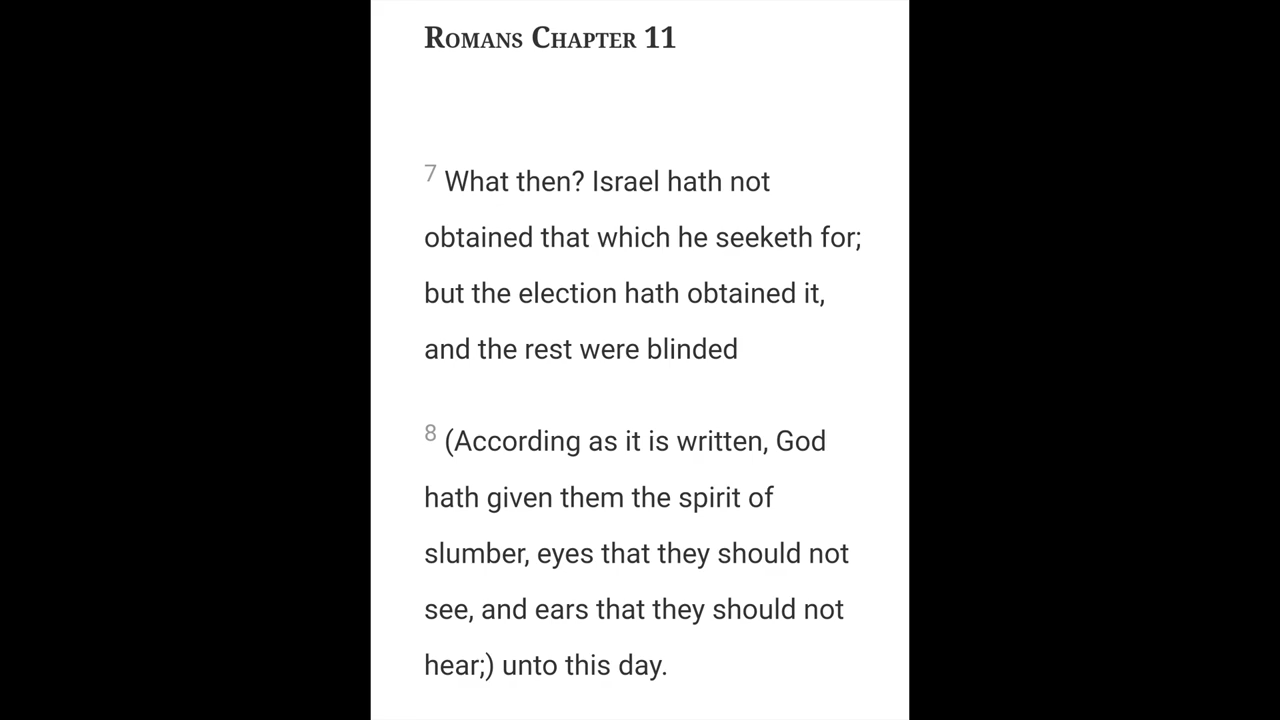 Romans Chapter 11
7 What then? Israel hath not
obtained that which he seeketh for;
but the election hath obtained it,
and the rest were blinded
8 (According as it is written, God
hath given them the spirit of
slumber, eyes that they should not
see, and ears that they should not
hear;) unto this day.